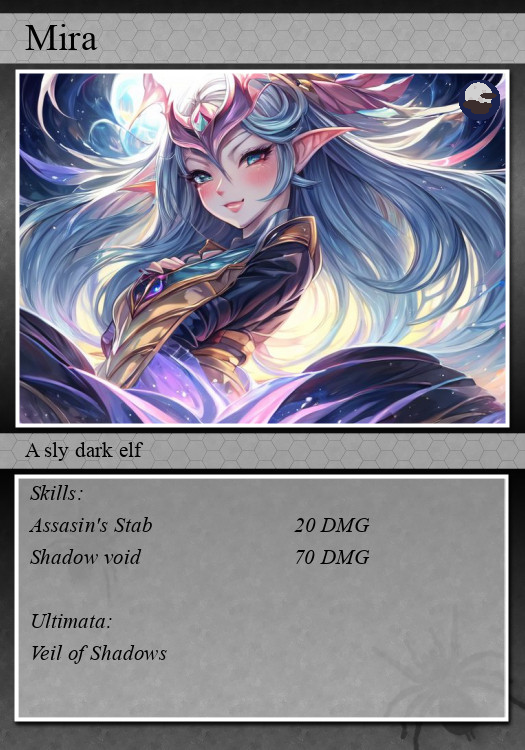 Mira
A sly dark elf
Skills:
Assasin's Stab 20 DMG
Shadow void 70 DMG
Ultimata:
Veil of Shadows